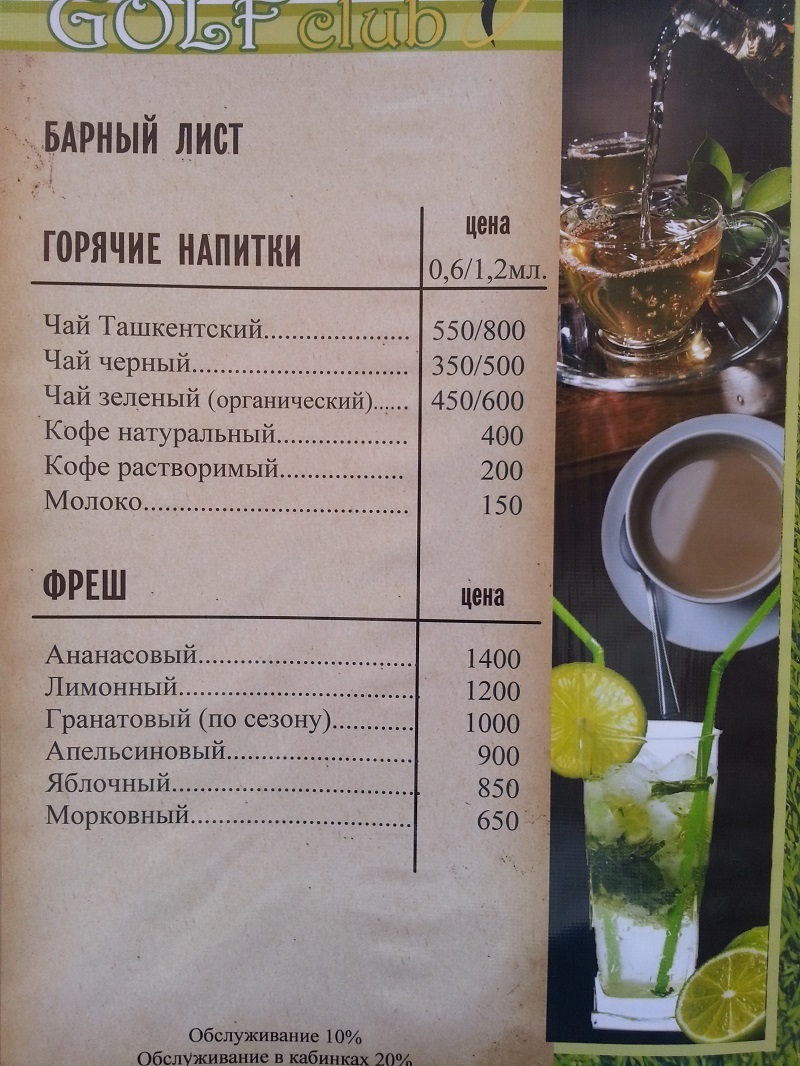 GOLF club
БАРНЫЙ ЛИСТ
ГОРЯЧИЕ НАПИТКИ
цена
0,6/1,2мл.
Чай Ташкентский.................... 550/800
Чай черный.............................. 350/500
Чай зеленый (органический)...... 450/600
Кофе натуральный.................. 400
Кофе растворимый................. 200
Молоко..................................... 150
ФРЕШ
цена
Ананасовый.............................. 1400
Лимонный................................. 1200
Гранатовый (по сезону)........... 1000
Апельсиновый.......................... 900
Яблочный.................................. 850
Морковный............................... 650
Обслуживание 10%
Обслуживание в кабинках 20%